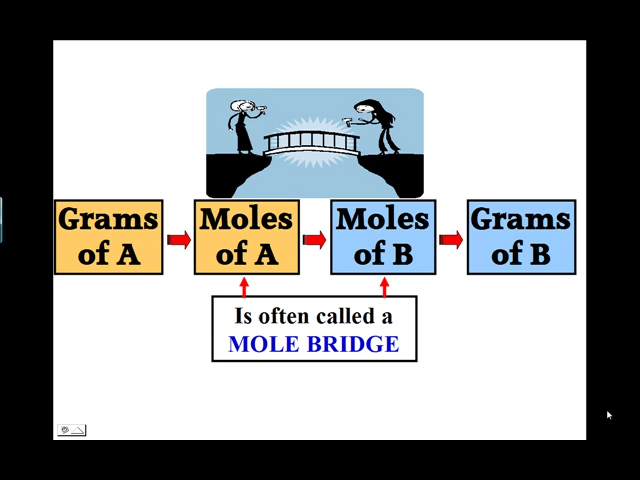 Grams
of A
Moles
of A
Moles
of B
Grams
of B
Is often called a
MOLE BRIDGE